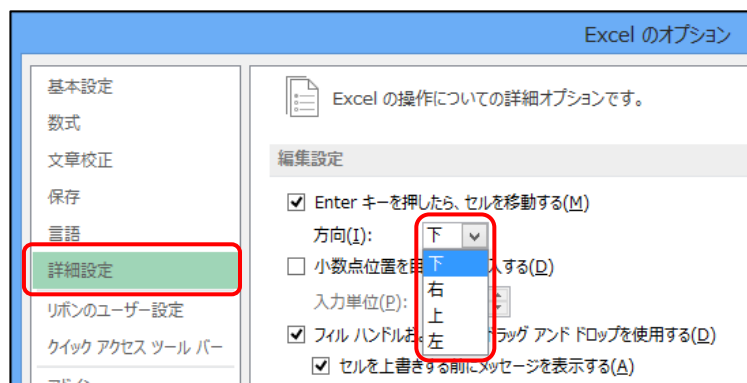 Excel のオプション
基本設定
数式
文章校正
保存
言語
詳細設定
リボンのユーザー設定
クイック アクセス ツール バー
Excel の操作についての詳細オプションです。
編集設定
Enter キーを押したら、セルを移動する(M)
方向(I):
下
小数点位置を
入する(D)
下
右
上
左
入力単位(P):
フィル ハンドルお
ラッグ アンド ドロップを使用する(D)
セルを上書きする前にメッセージを表示する(A)